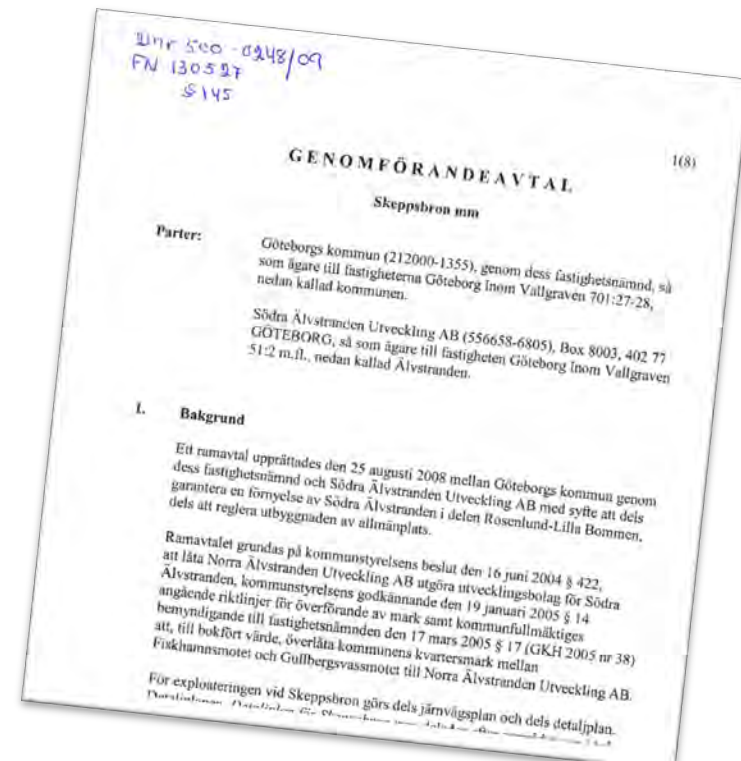 Dnr 500-0248/09
FN 130527
§ 145
1(8)
GENOMFÖRANDEAVTAL
Skeppsbron mm
Parter:
Göteborgs kommun (212000-1355), genom dess fastighetsnämnd, så
som ägare till fastigheterna Göteborg Inom Vallgraven 701:27-28,
nedan kallad kommunen.
Södra Älvstranden Utveckling AB (556658-6805), Box 8003, 402 77
GÖTEBORG, så som ägare till fastigheten Göteborg Inom Vallgraven
51:2 m.fl., nedan kallad Älvstranden.
1. Bakgrund
Ett ramavtal upprättades den 25 augusti 2008 mellan Göteborgs kommun genom
dess fastighetsnämnd och Södra Älvstranden Utveckling AB med syfte att dels
garantera en förnyelse av Södra Älvstranden i delen Rosenlund-Lilla Bommen,
dels att reglera utbyggnaden av allmänplats.
Ramavtalet grundas på kommunstyrelsens beslut den 16 juni 2004 § 422,
att låta Norra Älvstranden Utveckling AB utgöra utvecklingsbolag för Södra
Älvstranden, kommunstyrelsens godkännande den 19 januari 2005 § 14
angående riktlinjer för överförande av mark samt kommunfullmäktiges
bemyndigande till fastighetsnämnden den 17 mars 2005 § 17 (GKH 2005 nr 38)
att, till bokfört värde, överlåta kommunens kvartersmark mellan
Fiskhamnsmotet och Gullbergsvassmotet till Norra Älvstranden Utveckling AB.
För exploateringen vid Skeppsbron görs dels järnvägsplan och dels detaljplan.